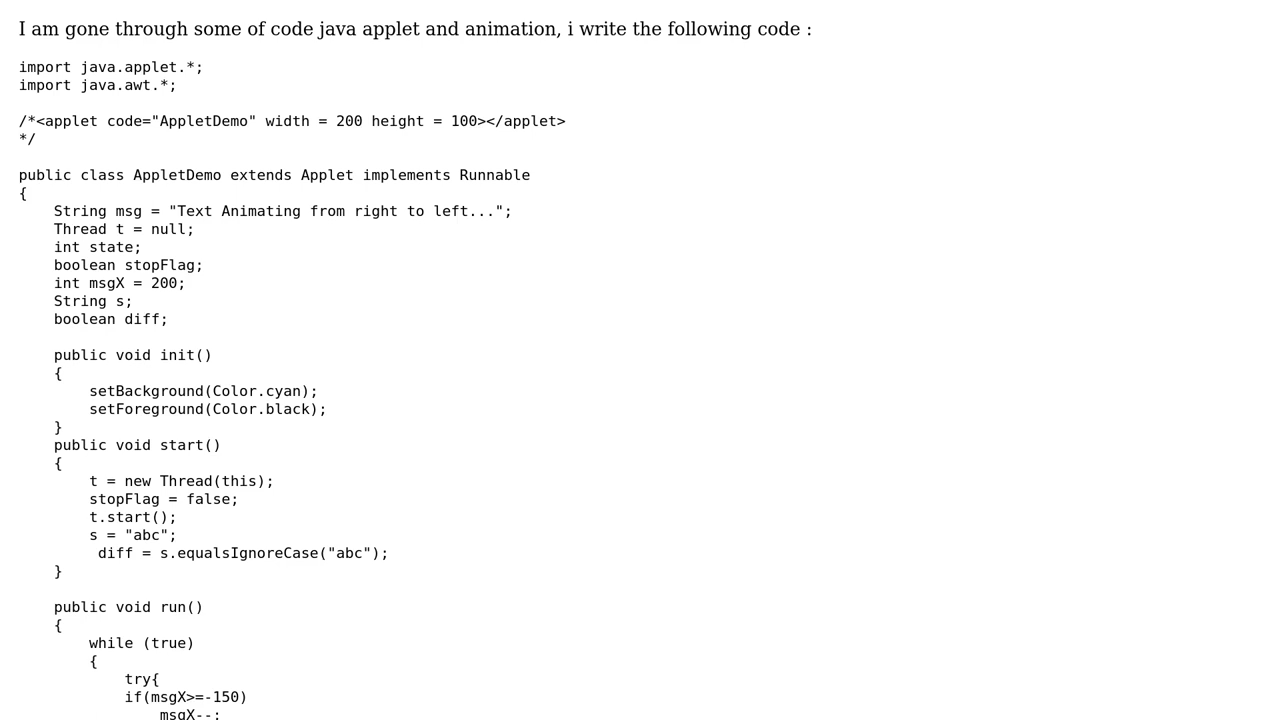 I am gone through some of code java applet and animation, i write the following code :
import java.applet.*;
import java.awt.*;
/*<applet code="AppletDemo" width = 200 height = 100></applet>
*/
public class AppletDemo extends Applet implements Runnable
{
    String msg = "Text Animating from right to left...";
    Thread t = null;
    int state;
    boolean stopFlag;
    int msgX = 200;
    String s;
    boolean diff;
    public void init()
    {
        setBackground(Color.cyan);
        setForeground(Color.black);
    }
    public void start()
    {
        t = new Thread(this);
        stopFlag = false;
        t.start();
        s = "abc";
         diff = s.equalsIgnoreCase("abc");
    }
    public void run()
    {
        while (true)
        {
            try{
            if(msgX>=-150)
                msgX--;